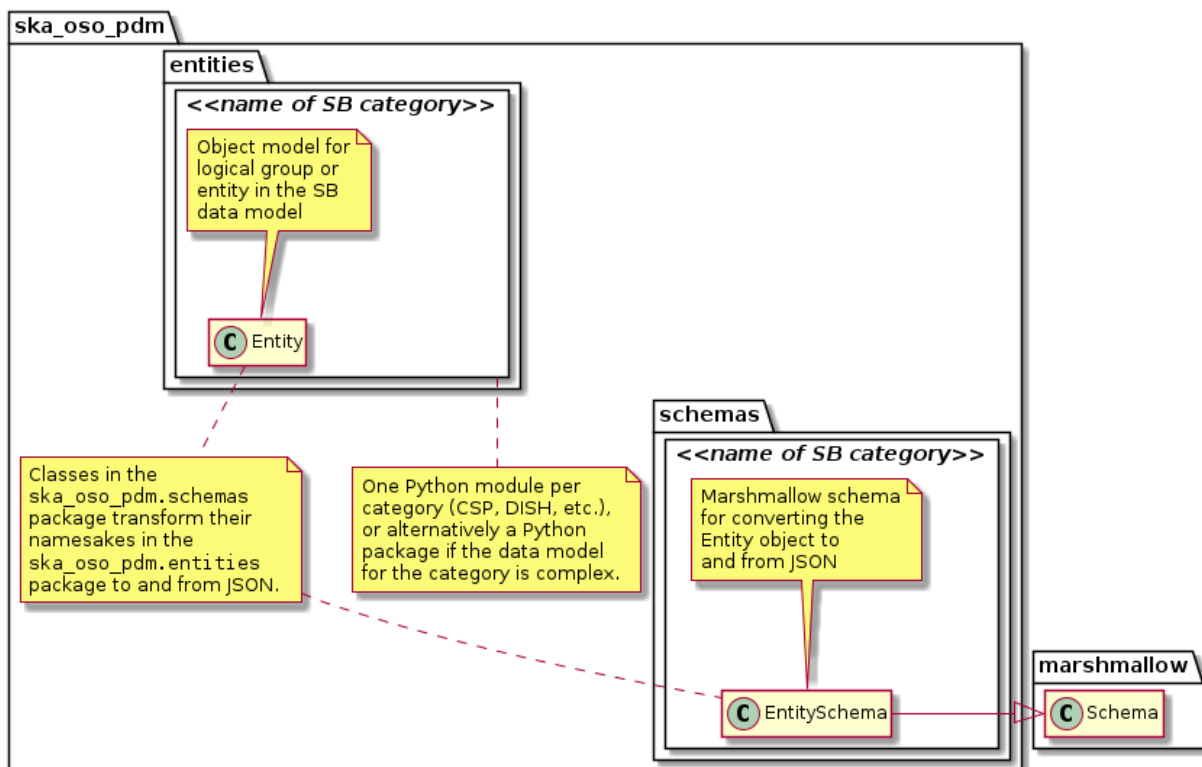 ska_oso_pdm
entities
<<name of SB category>>
Object model for
logical group or
entity in the SB
data model
C Entity
schemas
<<name of SB category>>
Classes in the
ska_oso_pdm.schemas
package transform their
namesakes in the
ska_oso_pdm.entities
package to and from JSON.
One Python module per
category (CSP, DISH, etc.),
or alternatively a Python
package if the data model
for the category is complex.
Marshmallow schema
for converting the
Entity object to
and from JSON
marshmallow
C EntitySchema
C Schema